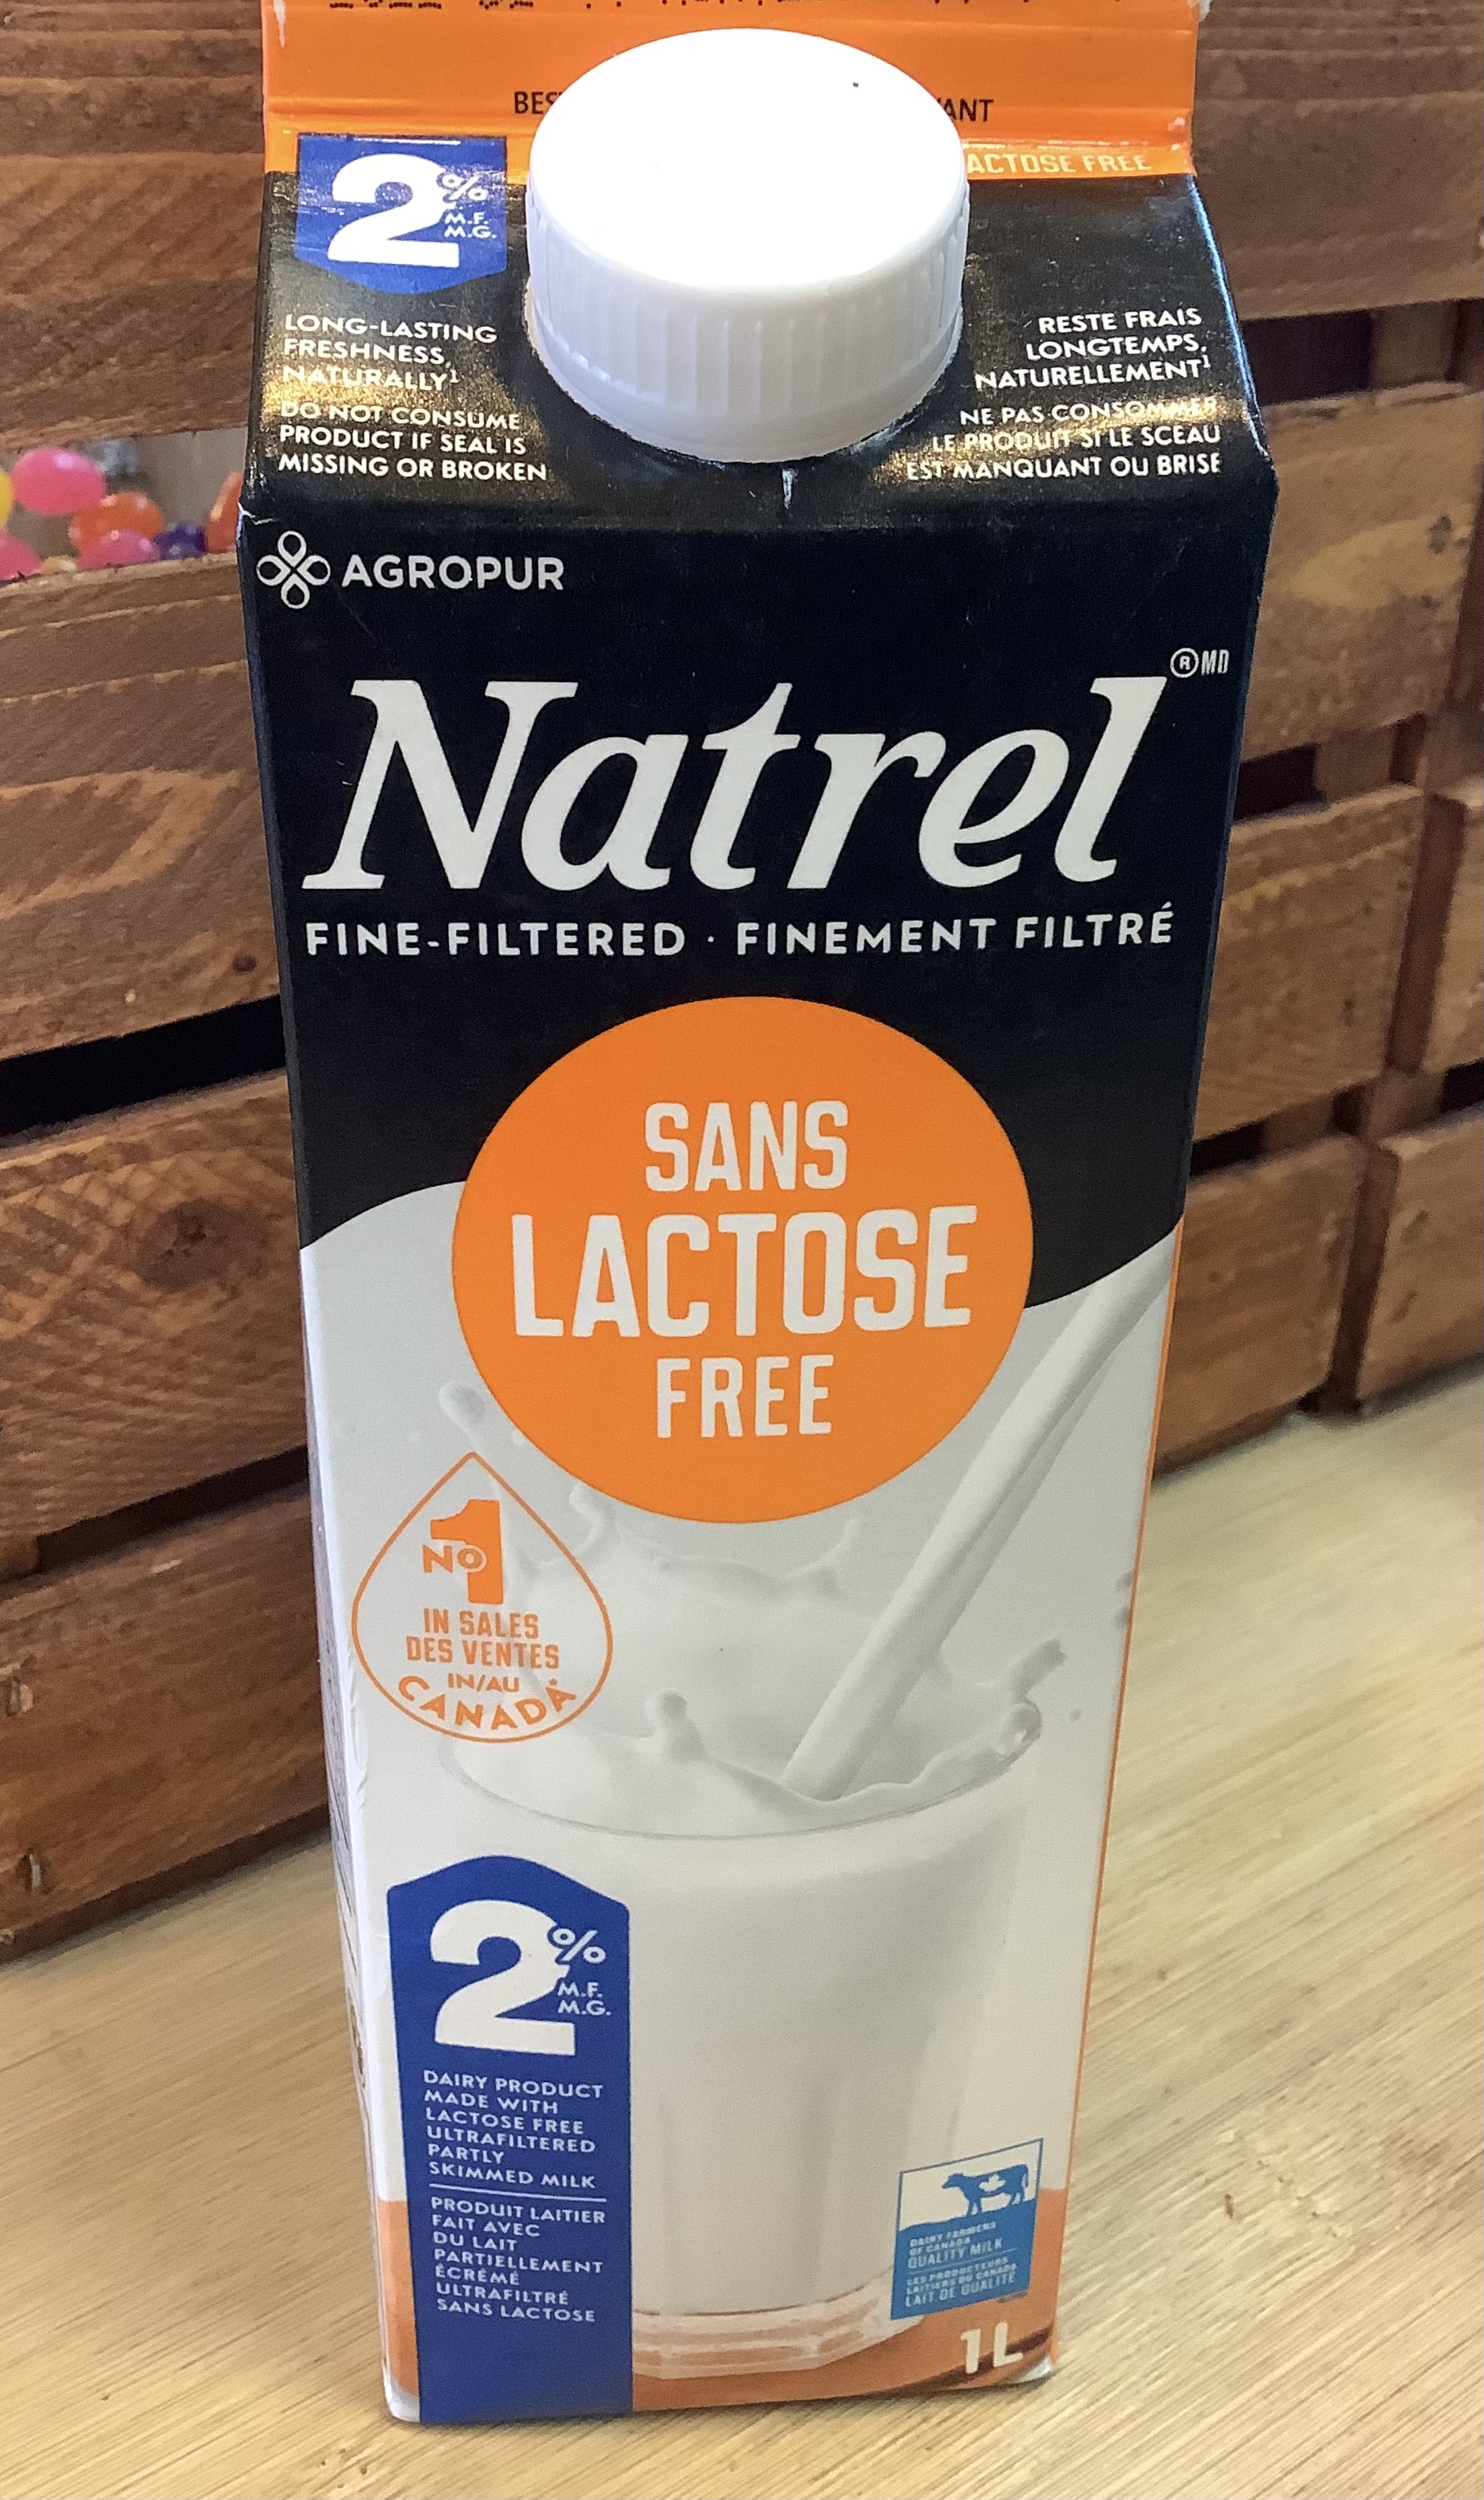 2%
M.F.
M.G.
LACTOSE FREE
LONG-LASTING
FRESHNESS,
NATURALLY¹
DO NOT CONSUME
PRODUCT IF SEAL IS
MISSING OR BROKEN
RESTE FRAIS
LONGTEMPS,
NATURELLEMENT¹
NE PAS CONSOMMER
LE PRODUIT SI LE SCEAU
EST MANQUANT OU BRISÉ
AGROPUR
Natrel ®MD
FINE-FILTERED · FINEMENT FILTRÉ
SANS
LACTOSE
FREE
No 1
IN SALES
DES VENTES
IN/AU
CANADA*
2%
M.F.
M.G.
DAIRY PRODUCT
MADE WITH
LACTOSE FREE
ULTRAFILTERED
PARTLY
SKIMMED MILK
PRODUIT LAITIER
FAIT AVEC
DU LAIT
PARTIELLEMENT
ÉCRÉMÉ
ULTRAFILTRÉ
SANS LACTOSE
DAIRY FARMERS
OF CANADA
QUALITY MILK
LES PRODUCTEURS
LAITIERS DU CANADA
LAIT DE QUALITÉ
1 L